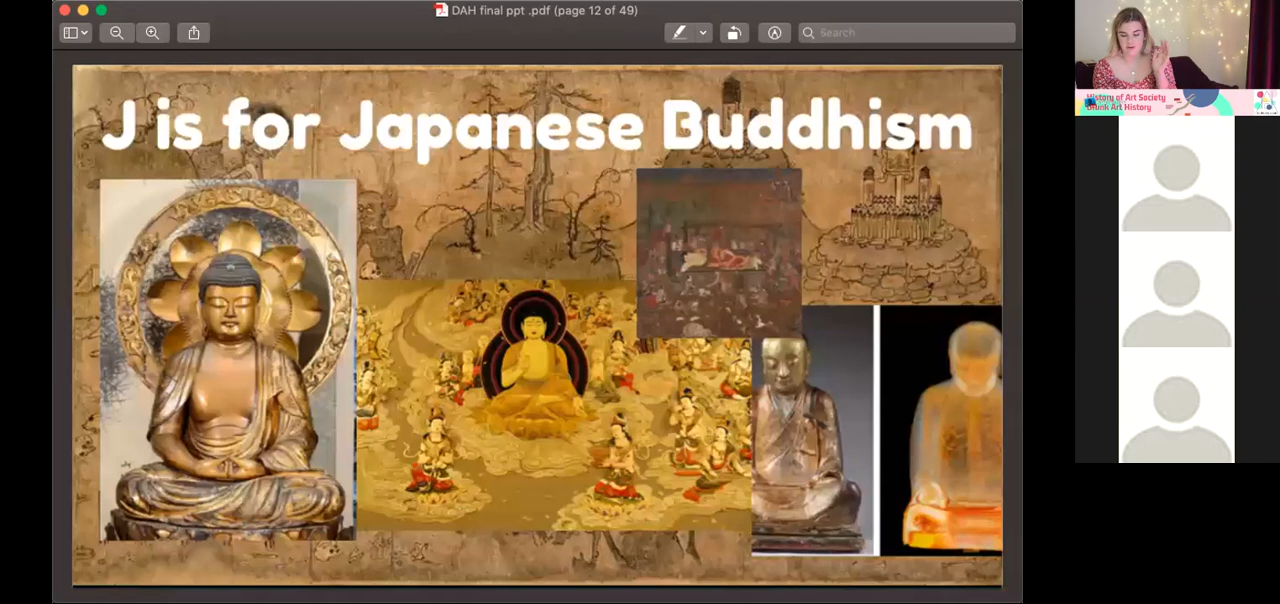 DAH final ppt .pdf (page 12 of 49)
Search
J is for Japanese Buddhism
History of Art Society
Drunk Art History